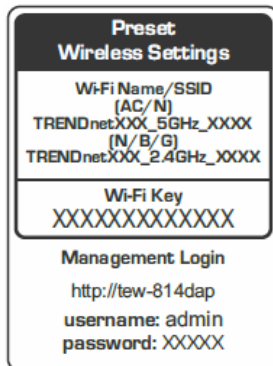 Preset
Wireless Settings
Wi-Fi Name/SSID
(AC/N)
TRENDnetXXX_5GHz_XXXX
(N/B/G)
TRENDnetXXX_2.4GHz_XXXX
Wi-Fi Key
XXXXXXXXXXXXX
Management Login
http://tew-814dap
username: admin
password: XXXXX